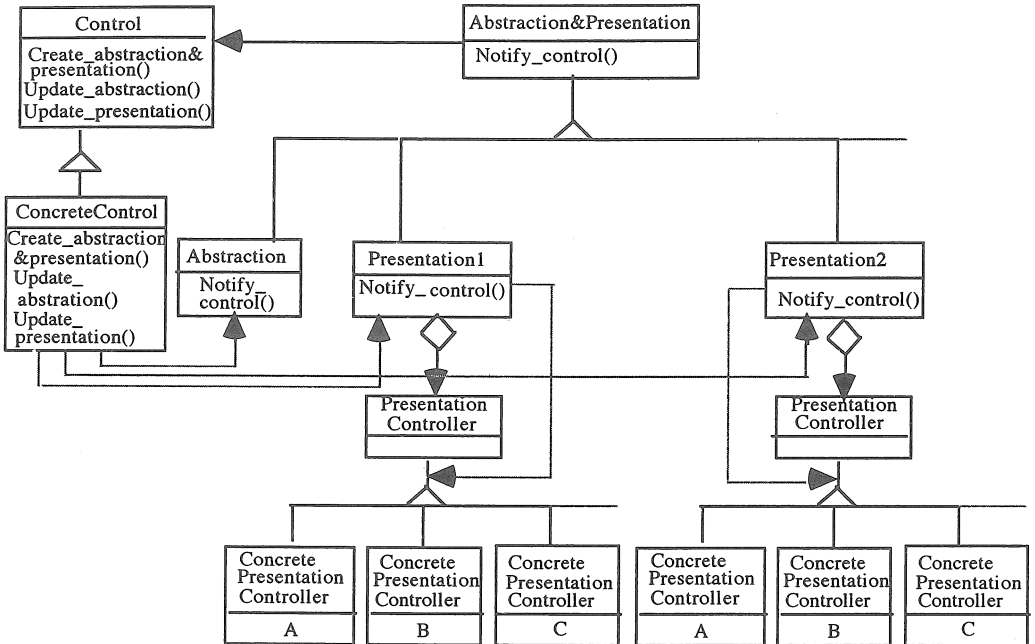 Control
Create_abstraction&
presentation()
Update_abstraction()
Update_presentation()
Abstraction&Presentation
Notify_control()
ConcreteControl
Create_abstraction
&presentation()
Update_
abstration()
Update_
presentation()
Abstraction
Notify_
control()
Presentation1
Notify_ control()
Presentation2
Notify_control()
Presentation
Controller
Presentation
Controller
Concrete
Presentation
Controller
A
Concrete
Presentation
Controller
B
Concrete
Presentation
Controller
C
Concrete
Presentation
Controller
A
Concrete
Presentation
Controller
B
Concrete
Presentation
Controller
C